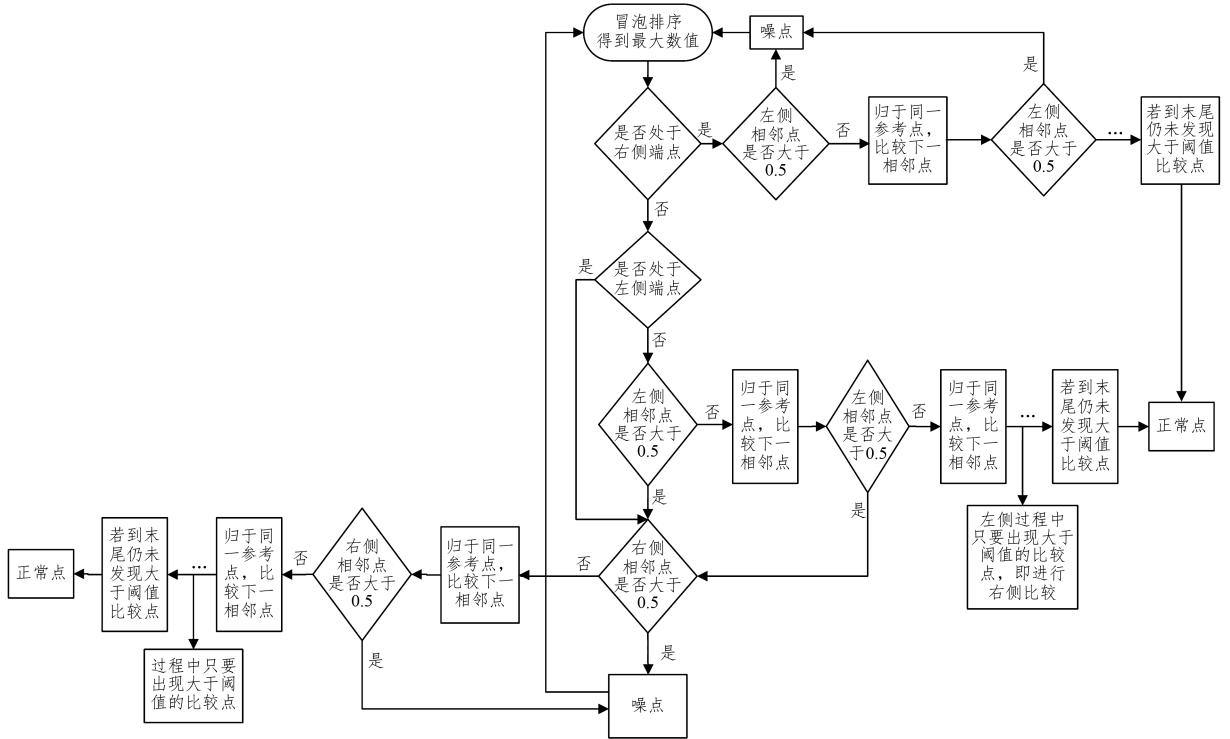 冒泡排序
得到最大数值
噪点
是
是
是否处于
右侧端点
是
左侧
相邻点
是否大于
0.5
否
归于同一
参考点,
比较下一
相邻点
左侧
相邻点
是否大于
0.5
...
若到末尾
仍未发现
大于阈值
比较点
否
是
是否处于
左侧端点
否
左侧
相邻点
是否大于
0.5
否
归于同
一参考
点，比
较下一
相邻点
左侧
相邻点
是否大
于0.5
否
归于同
一参考
点，比
较下一
相邻点
...
若到末
尾仍未
发现大
于阈值
比较点
正常点
是
是
左侧过程中
只要出现大于
阈值的比较
点，即进行
右侧比较
正常点
若到末
尾仍未
发现大
于阈值
比较点
...
归于同
一参考
点，比
较下一
相邻点
否
右侧
相邻点
是否大于
0.5
归于同一
参考点,
比较下一
相邻点
否
右侧
相邻点
是否大于
0.5
过程中只要
出现大于阈
值的比较点
是
是
噪点